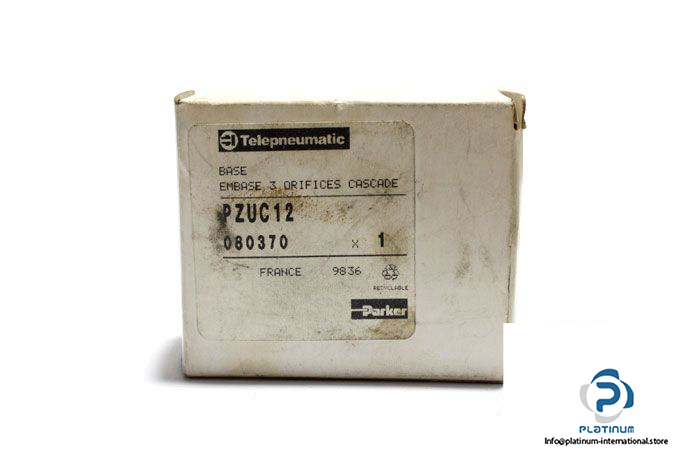 Telepneumatic
BASE
EMBASE 3 ORIFICES CASCADE
PZUC12
080370 x 1
FRANCE 9836
RECYCLABLE
Parker
PLATINUM
Info@platinum-international.store